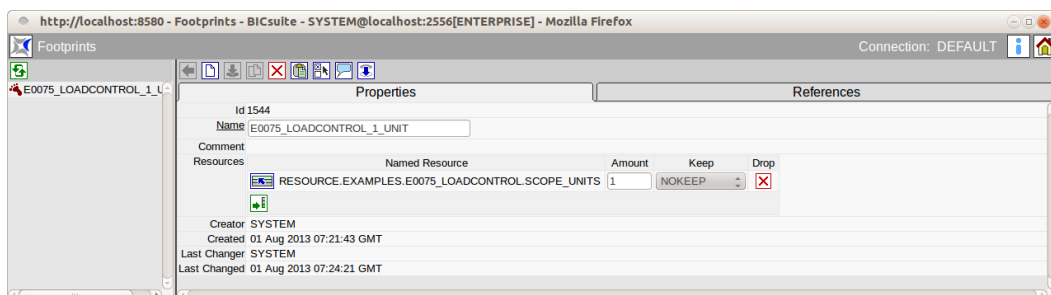 http://localhost:8580 - Footprints - BICsuite - SYSTEM@localhost:2556[ENTERPRISE] - Mozilla Firefox
Footprints Connection: DEFAULT
E0075_LOADCONTROL_1_U
Properties References
Id 1544
Name E0075_LOADCONTROL_1_UNIT
Comment
Resources Named Resource Amount Keep Drop
RESOURCE.EXAMPLES.E0075_LOADCONTROL.SCOPE_UNITS 1 NOKEEP
Creator SYSTEM
Created 01 Aug 2013 07:21:43 GMT
Last Changer SYSTEM
Last Changed 01 Aug 2013 07:24:21 GMT